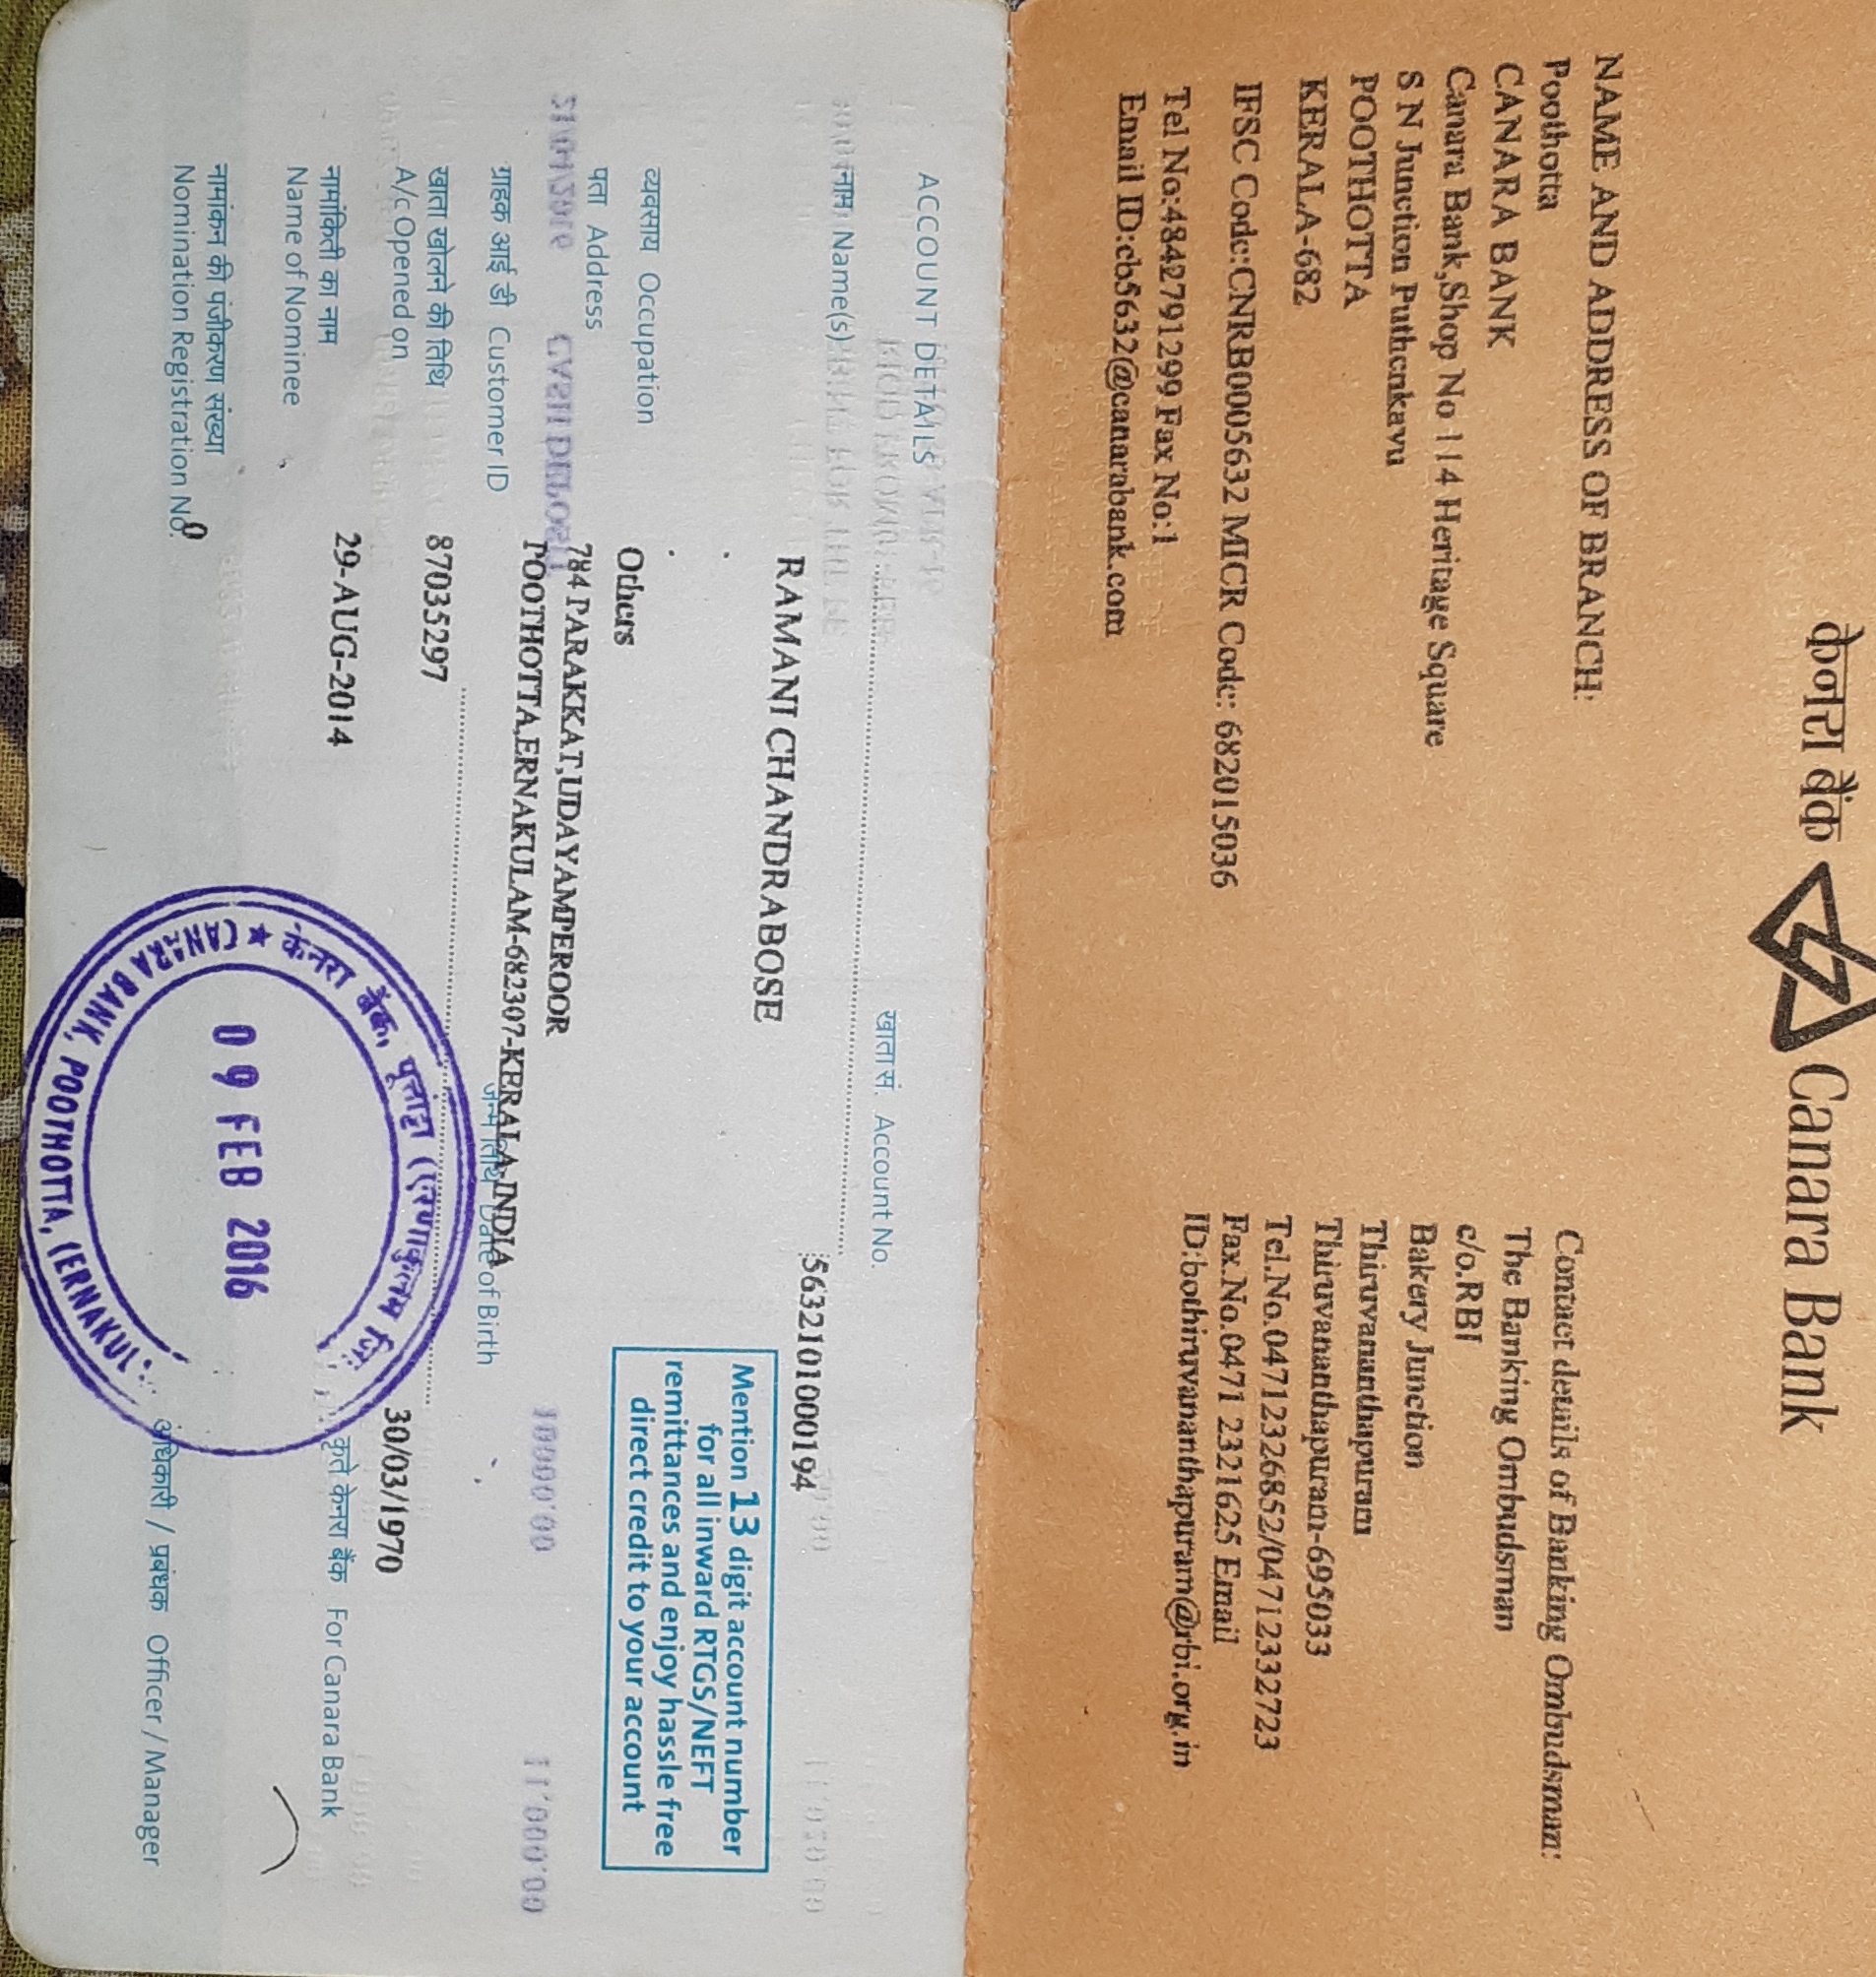 केनरा बैंक Canara Bank
NAME AND ADDRESS OF BRANCH:
Poothotta
CANARA BANK
Canara Bank,Shop No 114 Heritage Square
S N Junction Puthenkavu
POOTHOTTA
KERALA-682
IFSC Code:CNRB0005632 MICR Code: 682015036
Tel No:4842791299 Fax No:1
Email ID:cb5632@canarabank.com
Contact details of Banking Ombudsman:
The Banking Ombudsman
c/o.RBI
Bakery Junction
Thiruvananthapuram
Thiruvananthapuram-695033
Tel.No.04712326852/04712332723
Fax.No.0471 2321625 Email
ID:bothiruvananthapuram@rbi.org.in
ACCOUNT DETAILS
खाता सं. Account No.
5632101000194
नाम Name(s)
RAMANI CHANDRABOSE
Mention 13 digit account number
for all inward RTGS/NEFT
remittances and enjoy hassle free
direct credit to your account
व्यवसाय Occupation
Others
पता Address
784 PARAKKAT,UDAYAMPEROOR
POOTHOTTA,ERNAKULAM-682307-KERALA,INDIA
ग्राहक आई डी Customer ID
87035297
जन्म तिथि Date of Birth
30/03/1970
खाता खोलने की तिथि
A/c Opened on
29-AUG-2014
नामांकिती का नाम
Name of Nominee
कृते केनरा बैंक For Canara Bank
नामांकन की पंजीकरण संख्या
Nomination Registration No.
0
अधिकारी / प्रबंधक Officer / Manager
केनरा बैंक,
CANARA BANK, POOTHOTTA, (ERNAKUL
09 FEB 2016